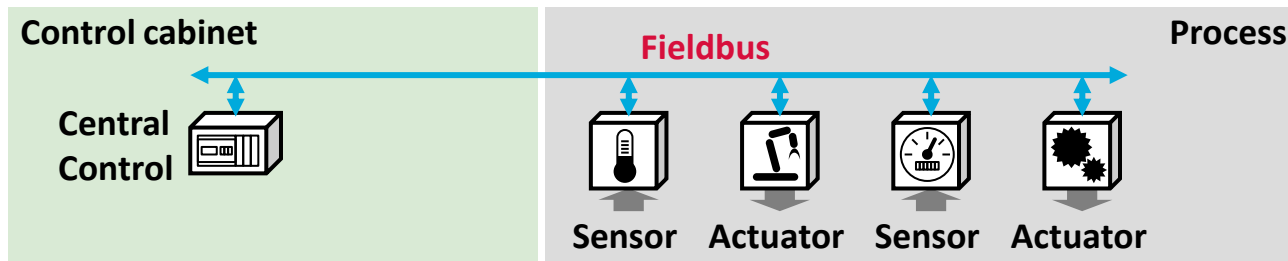 Control cabinet
Fieldbus
Process
Central
Control
Sensor
Actuator
Sensor
Actuator